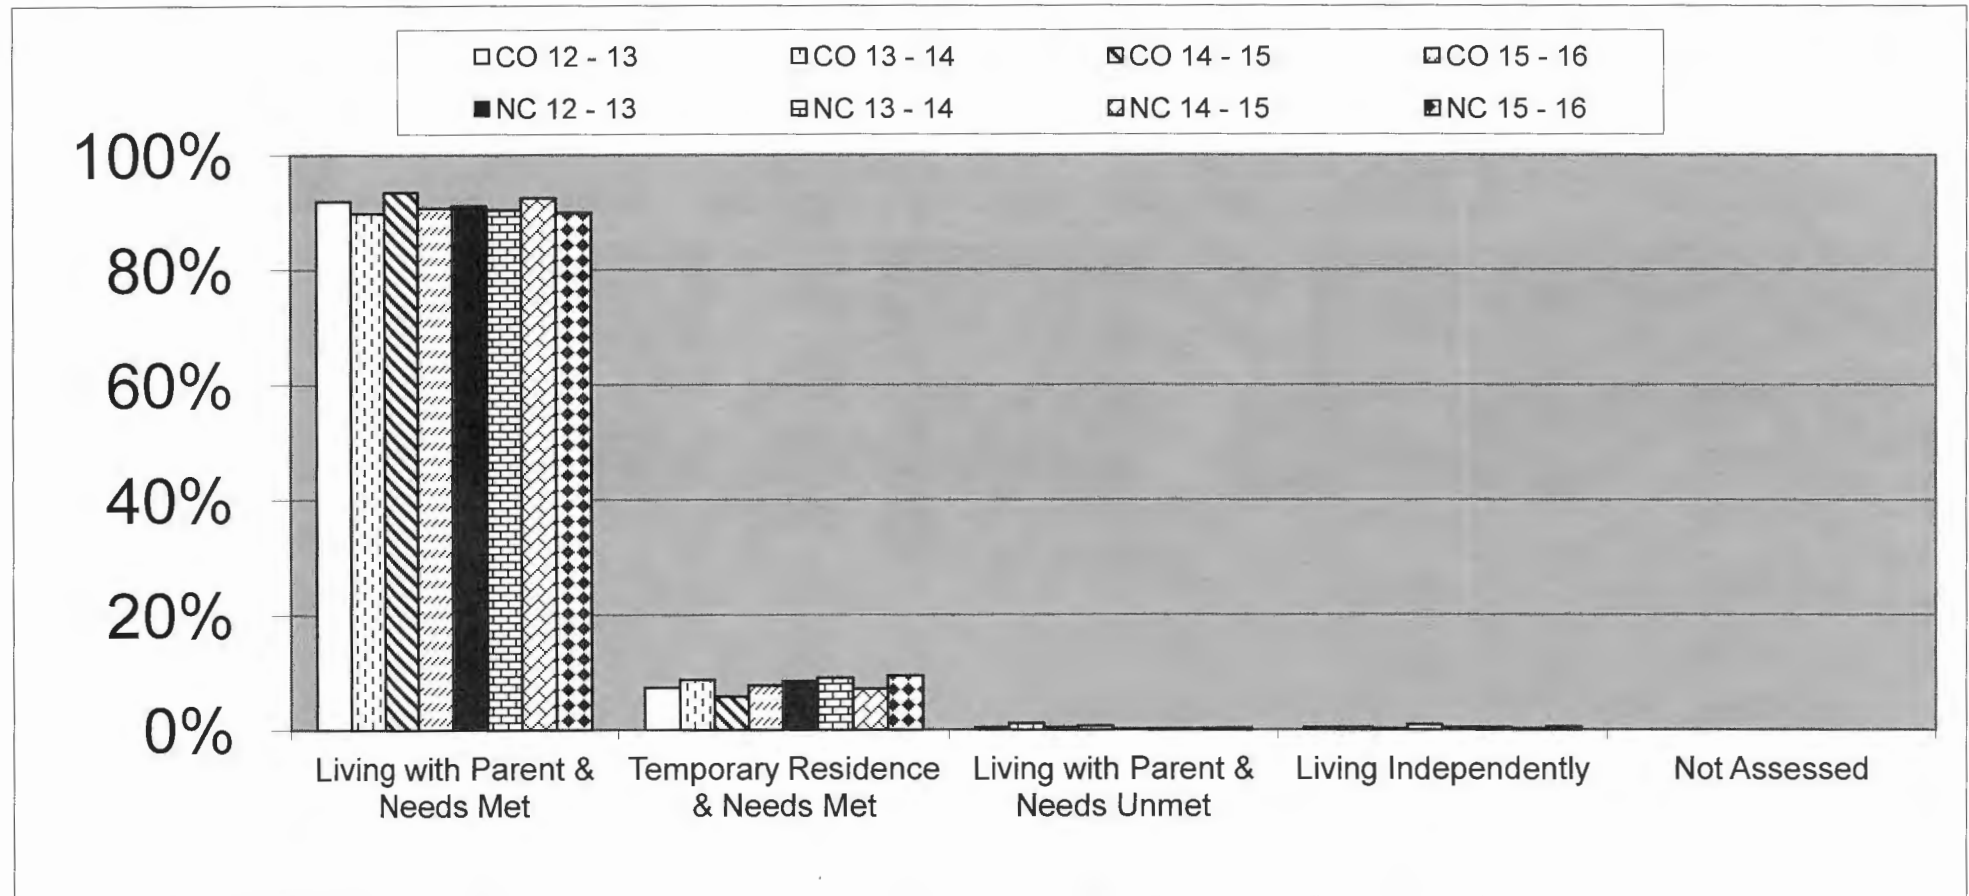 CO 12 - 13 CO 13 - 14 CO 14 - 15 CO 15 - 16
NC 12 - 13 NC 13 - 14 NC 14 - 15 NC 15 - 16
100%
80%
60%
40%
20%
0%
Living with Parent & Temporary Residence Living with Parent & Living Independently Not Assessed
Needs Met & Needs Met Needs Unmet